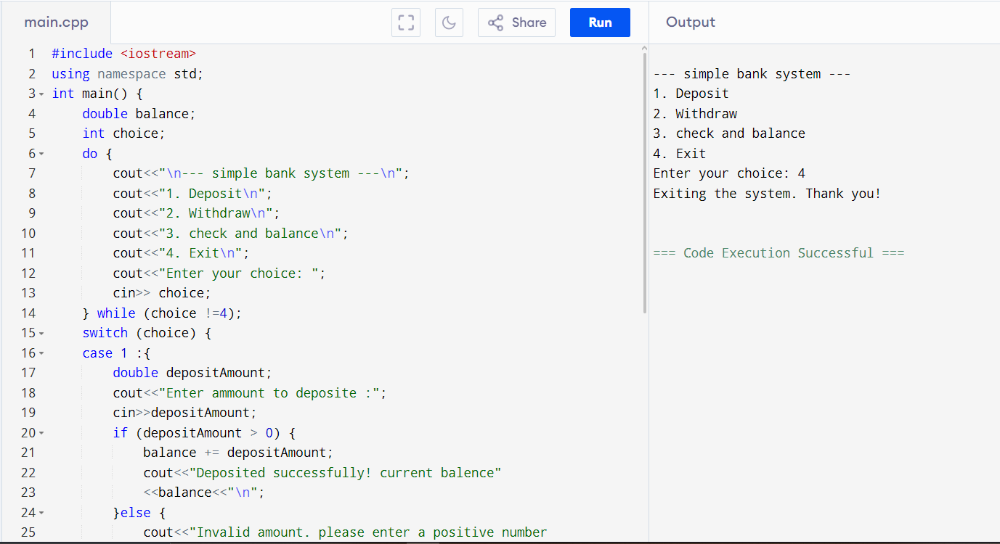 main.cpp
Share
Run
Output
1 #include <iostream>
2 using namespace std;
3 int main() {
4     double balance;
5     int choice;
6     do {
7         cout<<"\n--- simple bank system ---\n";
8         cout<<"1. Deposit\n";
9         cout<<"2. Withdraw\n";
10         cout<<"3. check and balance\n";
11         cout<<"4. Exit\n";
12         cout<<"Enter your choice: ";
13         cin>> choice;
14     } while (choice !=4);
15     switch (choice) {
16     case 1 :{
17         double depositAmount;
18         cout<<"Enter ammount to deposite :";
19         cin>>depositAmount;
20         if (depositAmount > 0) {
21             balance += depositAmount;
22             cout<<"Deposited successfully! current balence"
23             <<balance<<"\n";
24         }else {
25             cout<<"Invalid amount. please enter a positive number
--- simple bank system ---
1. Deposit
2. Withdraw
3. check and balance
4. Exit
Enter your choice: 4
Exiting the system. Thank you!
=== Code Execution Successful ===